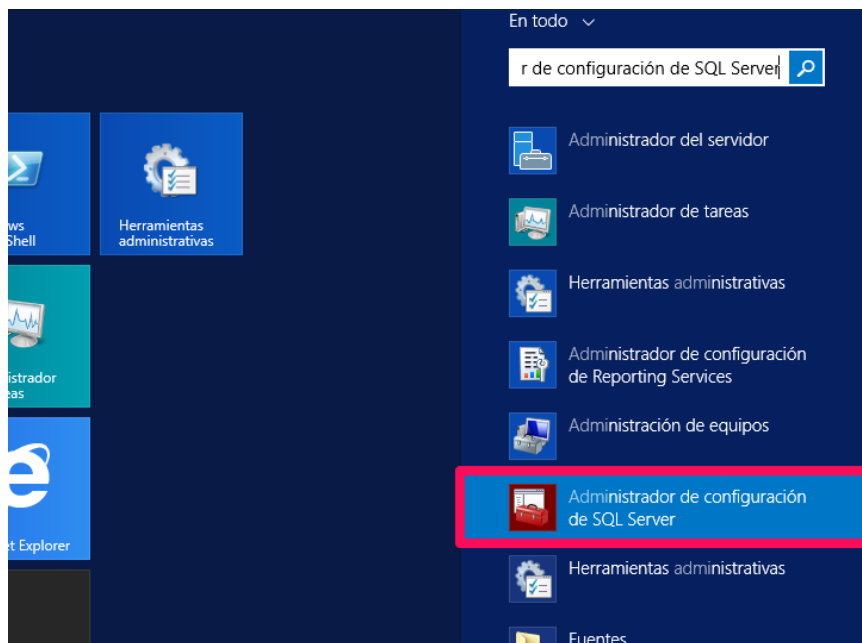 En todo
r de configuración de SQL Server
Administrador del servidor
Administrador de tareas
Herramientas administrativas
Administrador de configuración
de Reporting Services
Administración de equipos
Administrador de configuración
de SQL Server
Herramientas administrativas
Fuentes
ws
Shell
Herramientas
administrativas
istrador
eas
et Explorer